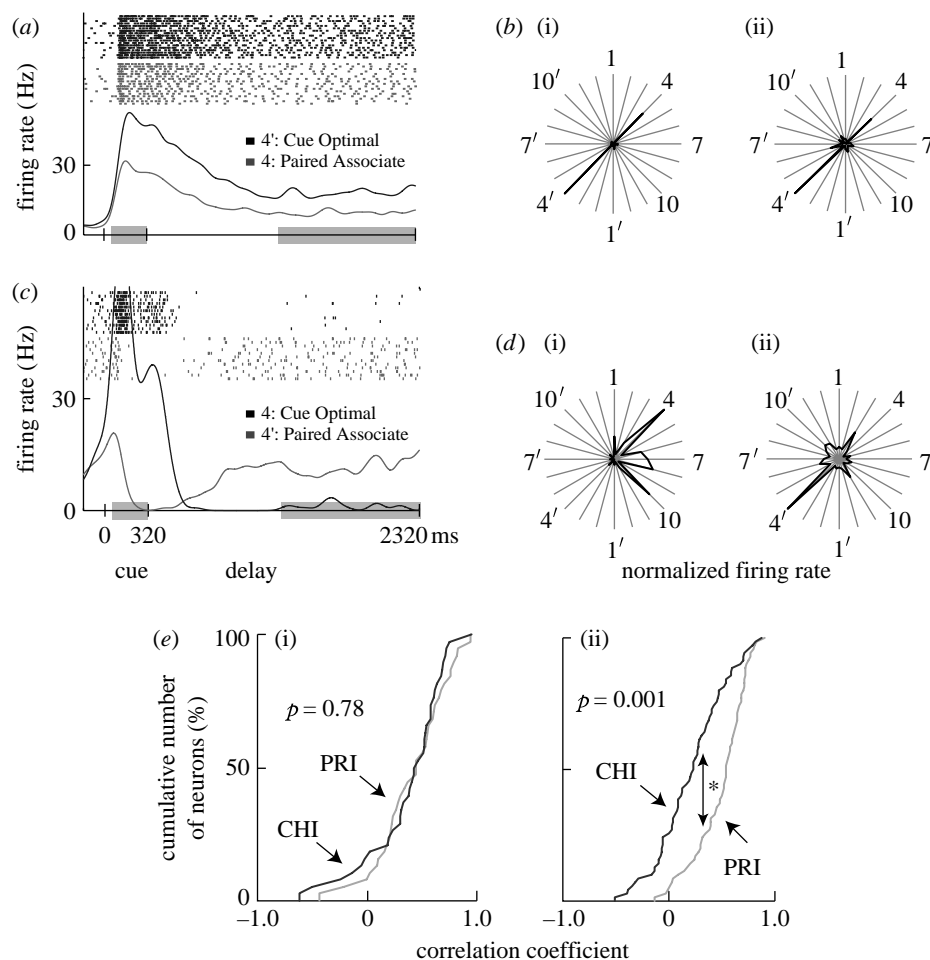 (a)
firing rate (Hz)
30
0
4': Cue Optimal
4: Paired Associate
(b) (i) (ii)
1
4
7
10
1′
4′
7′
10′
1
4
7
10
1′
4′
7′
10′
(c)
firing rate (Hz)
30
0
4: Cue Optimal
4': Paired Associate
0 320 2320 ms
cue delay
(d) (i) (ii)
1
4
7
10
1′
4′
7′
10′
1
4
7
10
1′
4′
7′
10′
normalized firing rate
(e) (i) (ii)
cumulative number
of neurons (%)
100
50
0
p = 0.78
PRI
CHI
–1.0 0 1.0
p = 0.001
CHI
*
PRI
–1.0 0 1.0
correlation coefficient